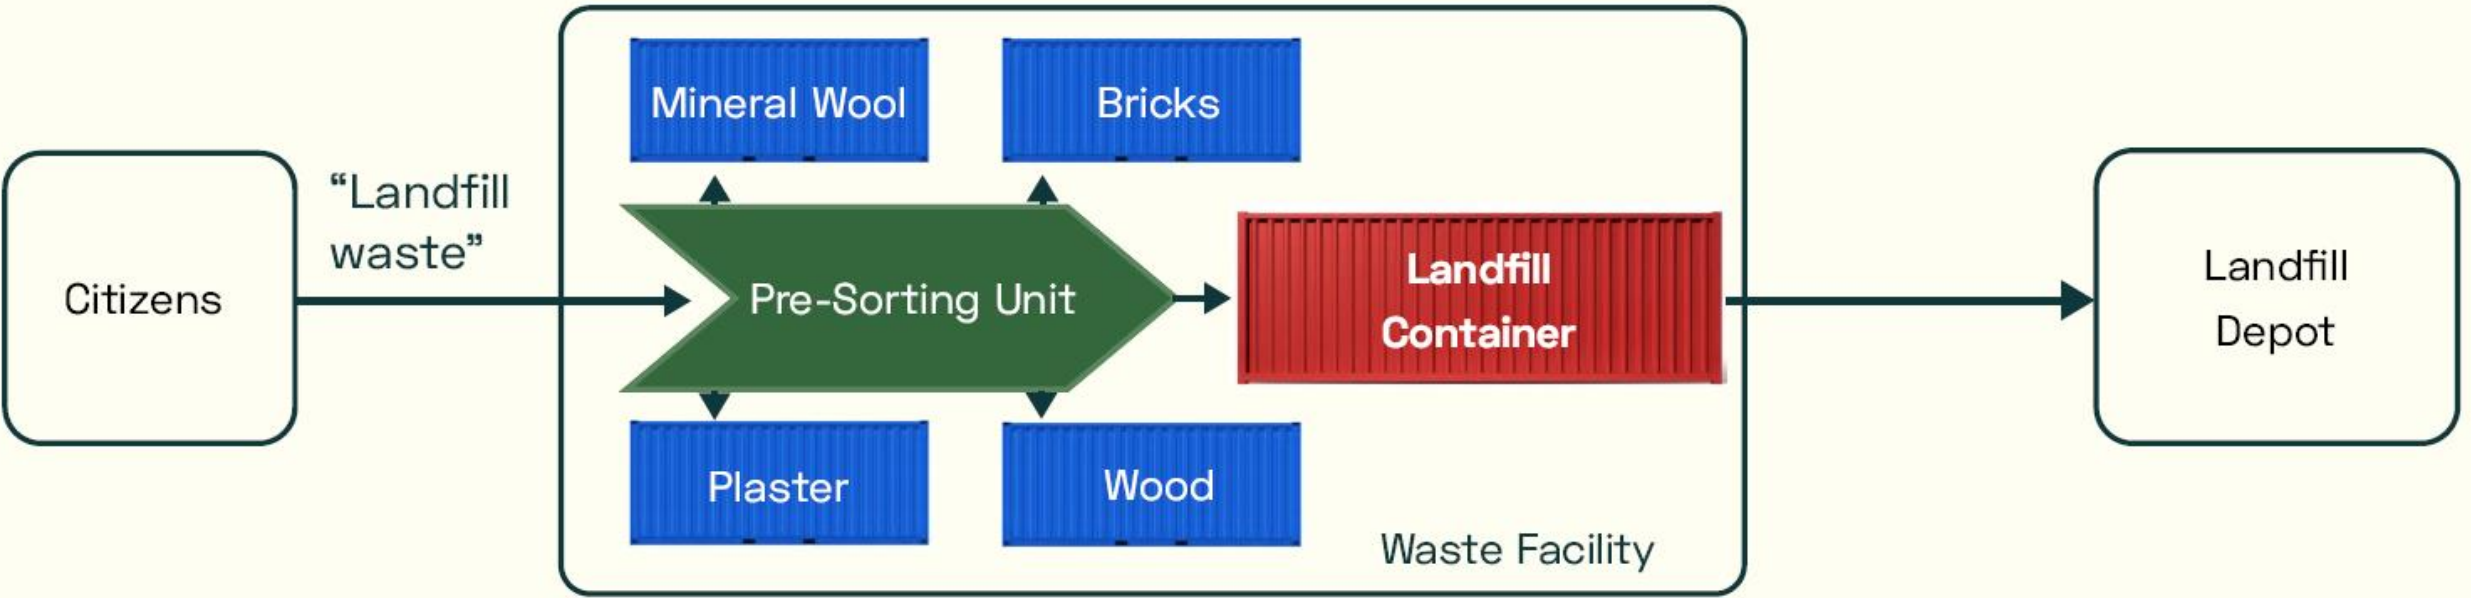 Mineral Wool
Bricks
“Landfill
waste”
Citizens
Pre-Sorting Unit
Landfill
Container
Landfill
Depot
Plaster
Wood
Waste Facility